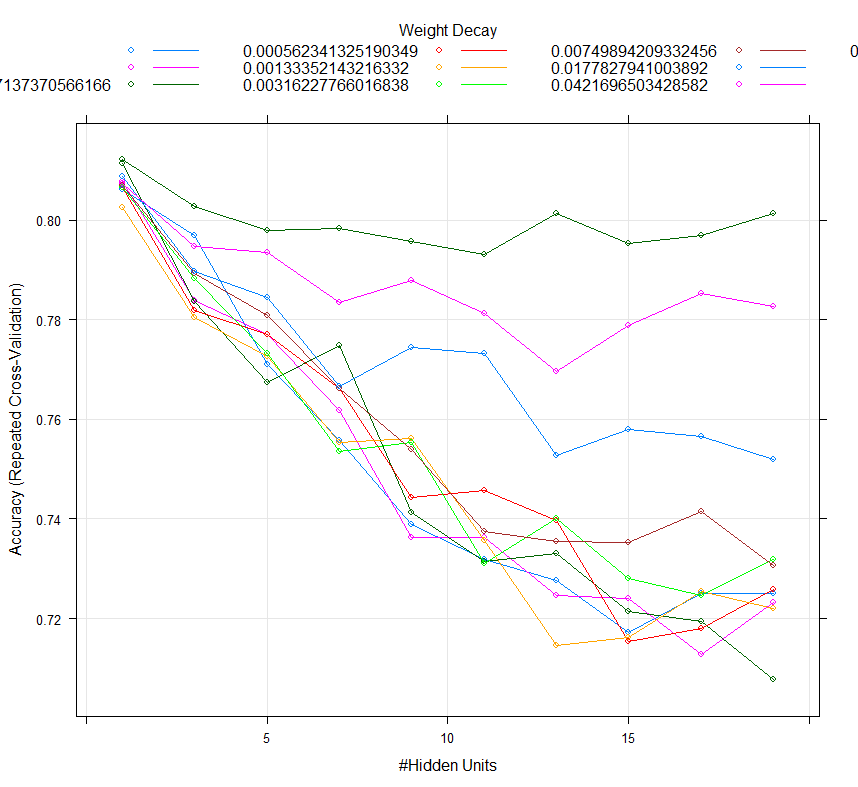 Weight Decay
0.000562341325190349 0.00749894209332456 0
0.00133352143216332 0.0177827941003892
7137370566166 0.00316227766016838 0.0421696503428582
0.80
0.78
0.76
0.74
0.72
Accuracy (Repeated Cross-Validation)
5 10 15
#Hidden Units